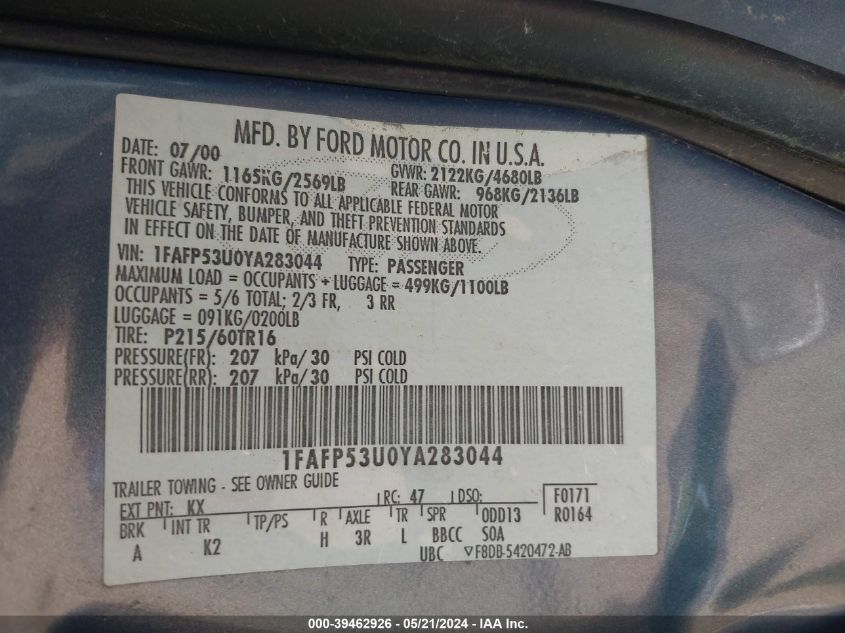 MFD. BY FORD MOTOR CO. IN U.S.A.
DATE: 07/00 GVWR: 2122KG/4680LB
FRONT GAWR: 1165KG/2569LB REAR GAWR: 968KG/2136LB
THIS VEHICLE CONFORMS TO ALL APPLICABLE FEDERAL MOTOR
VEHICLE SAFETY, BUMPER, AND THEFT PREVENTION STANDARDS
IN EFFECT ON THE DATE OF MANUFACTURE SHOWN ABOVE.
VIN: 1FAFP53U0YA283044 TYPE: PASSENGER
MAXIMUM LOAD = OCCUPANTS + LUGGAGE = 499KG/1100LB
OCCUPANTS = 5/6 TOTAL; 2/3 FR, 3 RR
LUGGAGE = 091KG/0200LB
TIRE: P215/60TR16
PRESSURE(FR): 207 kPa/30 PSI COLD
PRESSURE(RR): 207 kPa/30 PSI COLD
1FAFP53U0YA283044
TRAILER TOWING - SEE OWNER GUIDE
EXT PNT: KX RC: 47 DSO: F0171
BRK INT TR TP/PS R AXLE TR SPR ODD13 R0164
A K2 H 3R L BBCC SOA
UBC ▽F8DB-5420472-AB
000-39462926 - 05/21/2024 - IAA Inc.